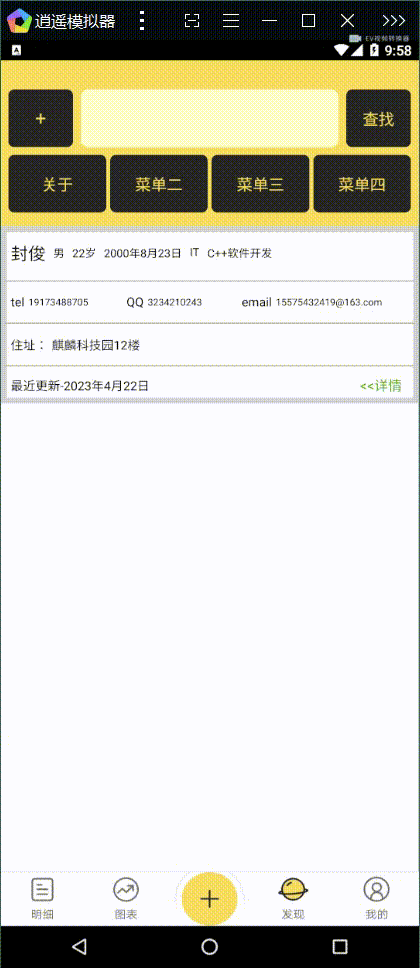 逍遥模拟器
EV视频转换器
A
9:58
+ 查找
关于 菜单二 菜单三 菜单四
封俊 男 22岁 2000年8月23日 IT C++软件开发
tel 19173488705 QQ 3234210243 email 15575432419@163.com
住址： 麒麟科技园12楼
最近更新-2023年4月22日 <<详情
明细 图表 发现 我的